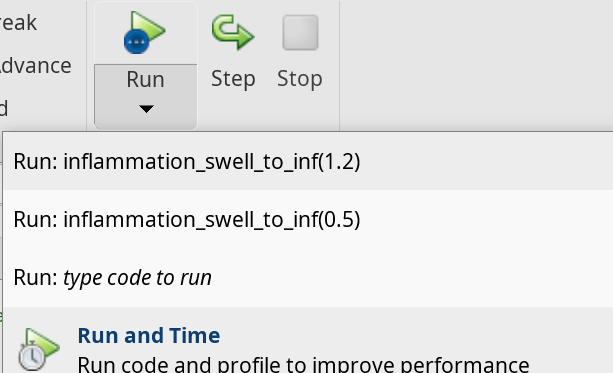 reak
Advance
d
Run
Step
Stop
Run: inflammation_swell_to_inf(1.2)
Run: inflammation_swell_to_inf(0.5)
Run: type code to run
Run and Time
Run code and profile to improve performance